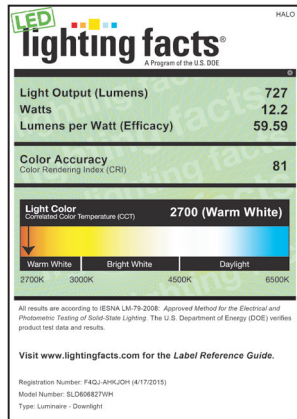 HALO
LED
lighting facts®
A Program of the U.S. DOE
Light Output (Lumens) 727
Watts 12.2
Lumens per Watt (Efficacy) 59.59
Color Accuracy
Color Rendering Index (CRI) 81
Light Color
Correlated Color Temperature (CCT) 2700 (Warm White)
Warm White Bright White Daylight
2700K 3000K 4500K 6500K
All results are according to IESNA LM-79-2008: Approved Method for the Electrical and
Photometric Testing of Solid-State Lighting. The U.S. Department of Energy (DOE) verifies
product test data and results.
Visit www.lightingfacts.com for the Label Reference Guide.
Registration Number: F4QJ-AHKJOH (4/17/2015)
Model Number: SLD606827WH
Type: Luminaire - Downlight